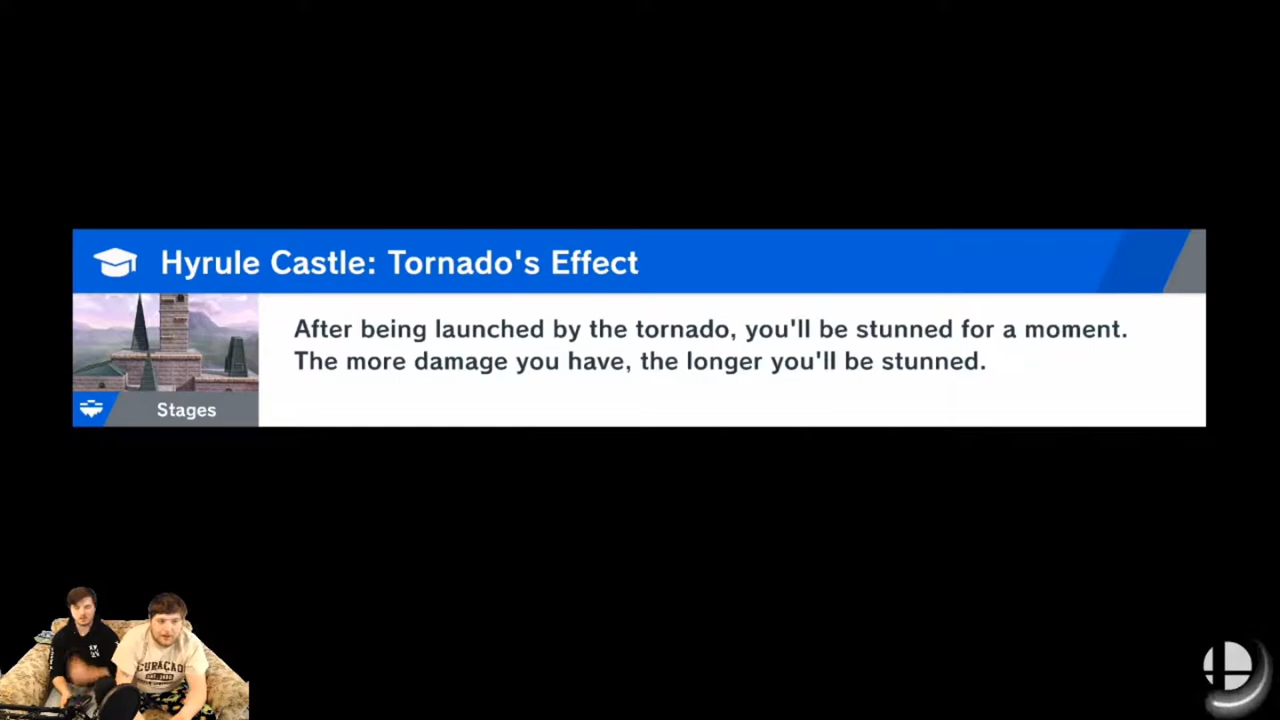 Hyrule Castle: Tornado's Effect
After being launched by the tornado, you'll be stunned for a moment.
The more damage you have, the longer you'll be stunned.
Stages
CURAÇAO